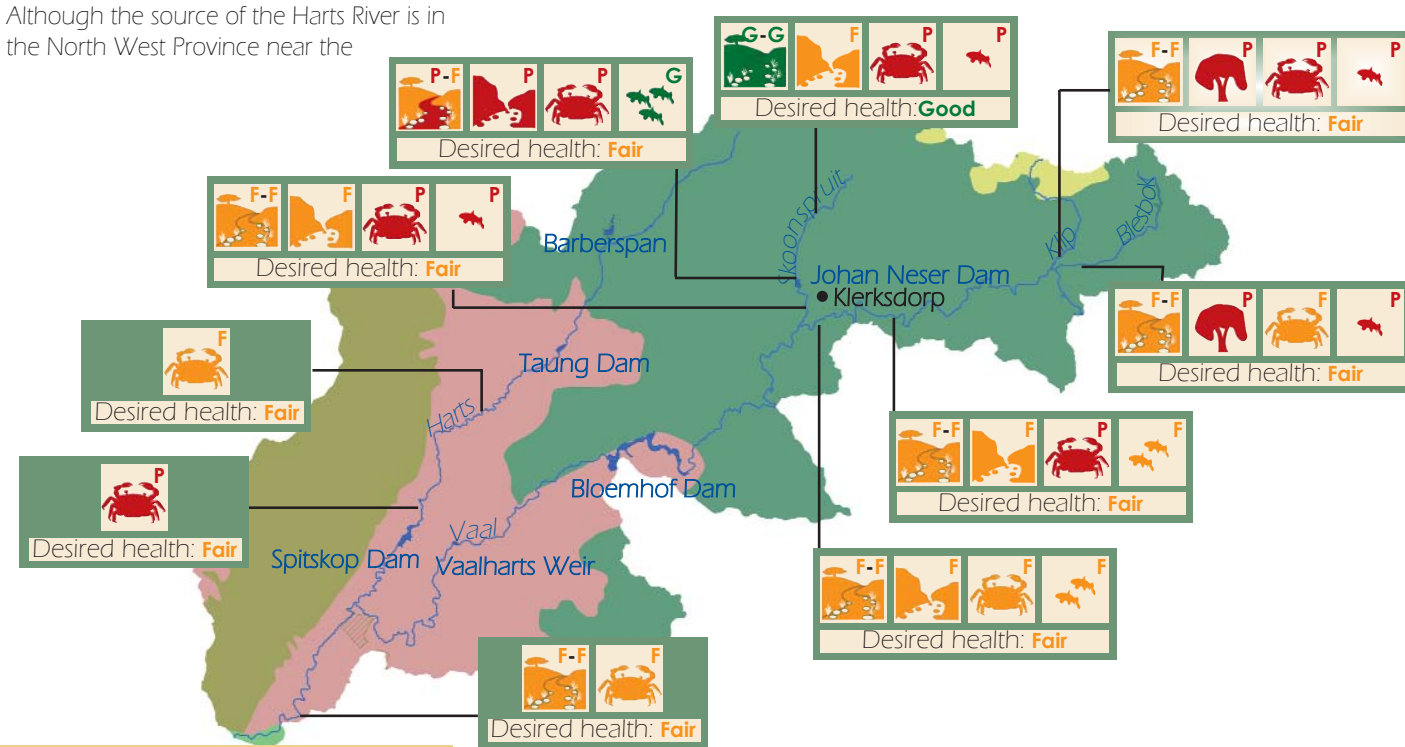 Although the source of the Harts River is in
the North West Province near the
G-G F P P
Desired health:Good
F-F P P P
Desired health: Fair
P-F P P G
Desired health: Fair
F-F F P P
Desired health: Fair
Barberspan
Skoonspruit
Klip
Blesbok
Johan Neser Dam
Klerksdorp
F-F P F P
Desired health: Fair
F
Desired health: Fair
Taung Dam
Harts
F-F F P F
Desired health: Fair
P
Desired health: Fair
Bloemhof Dam
Vaal
Spitskop Dam
Vaalharts Weir
F-F F F F
Desired health: Fair
F-F F
Desired health: Fair